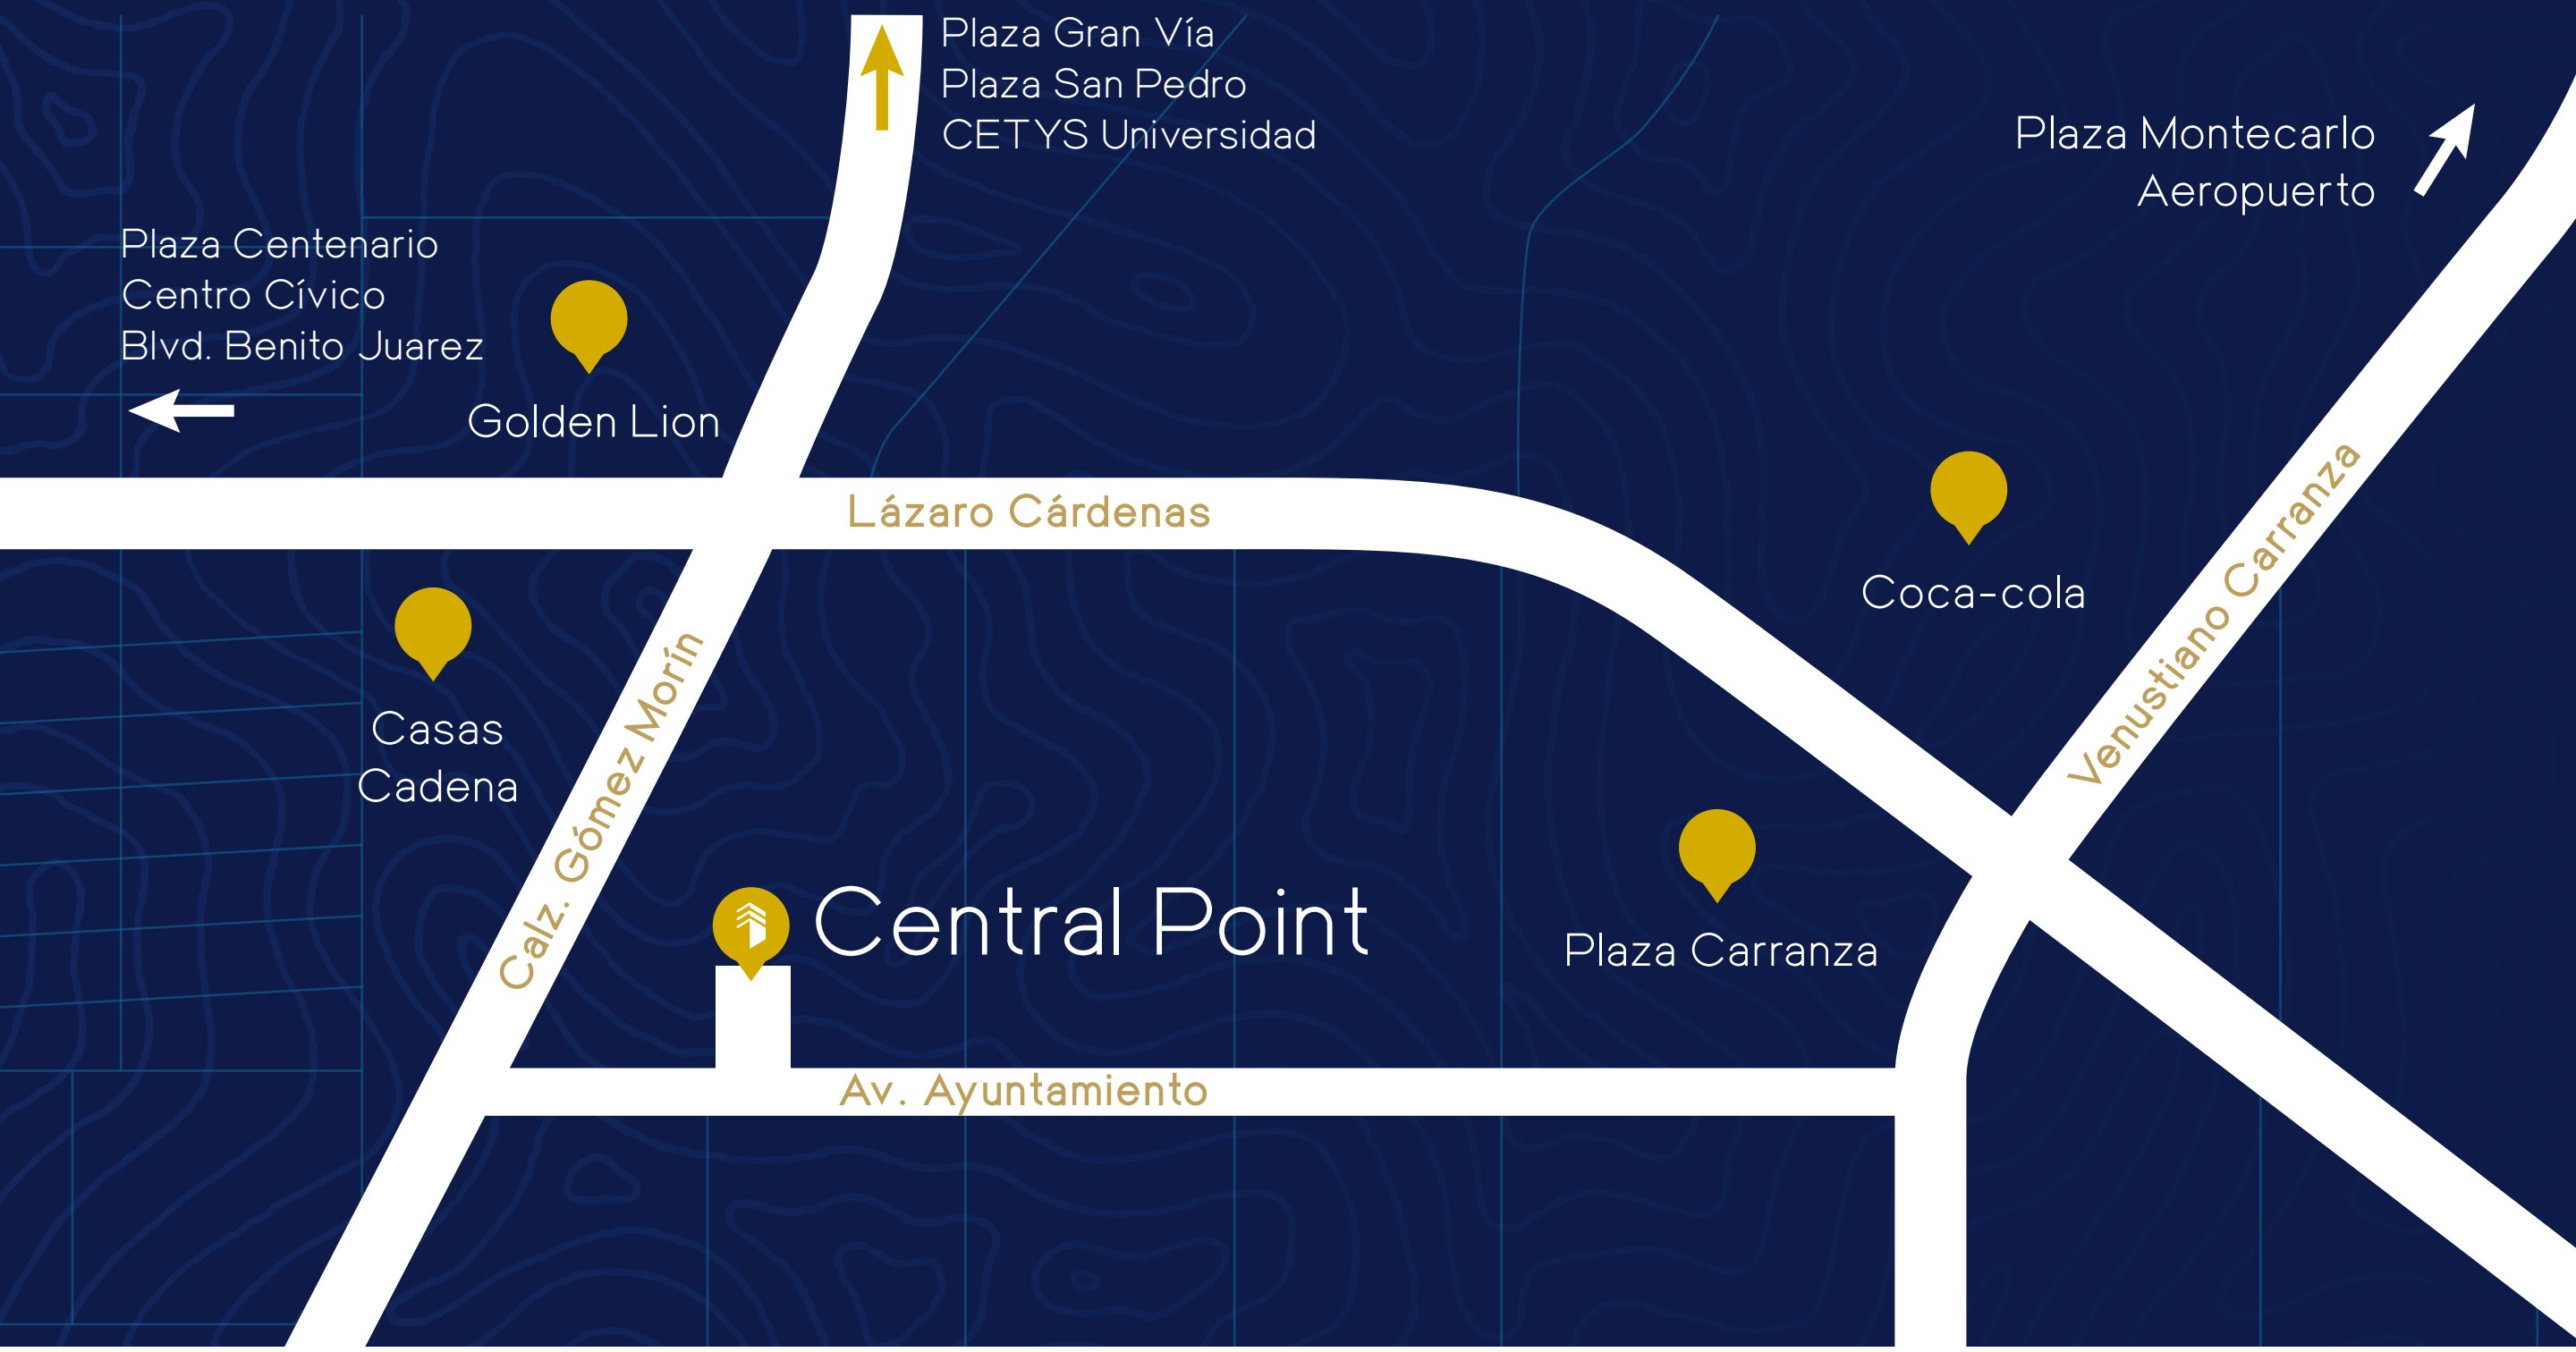 Plaza Gran Vía
Plaza San Pedro
CETYS Universidad
Plaza Montecarlo
Aeropuerto
Plaza Centenario
Centro Cívico
Blvd. Benito Juarez
Golden Lion
Lázaro Cárdenas
Coca-cola
Venustiano Carranza
Casas
Cadena
Calz. Gómez Morín
Central Point
Plaza Carranza
Av. Ayuntamiento